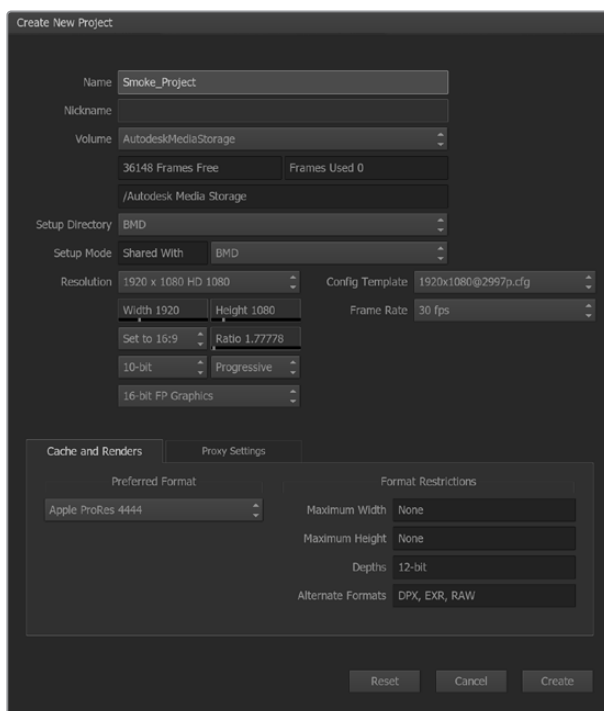 Create New Project
Name Smoke_Project
Nickname
Volume AutodeskMediaStorage
36148 Frames Free Frames Used 0
/Autodesk Media Storage
Setup Directory BMD
Setup Mode Shared With BMD
Resolution 1920 x 1080 HD 1080 Config Template 1920x1080@2997p.cfg
Width 1920 Height 1080 Frame Rate 30 fps
Set to 16:9 Ratio 1.77778
10-bit Progressive
16-bit FP Graphics
Cache and Renders Proxy Settings
Preferred Format Format Restrictions
Apple ProRes 4444 Maximum Width None
Maximum Height None
Depths 12-bit
Alternate Formats DPX, EXR, RAW
Reset Cancel Create